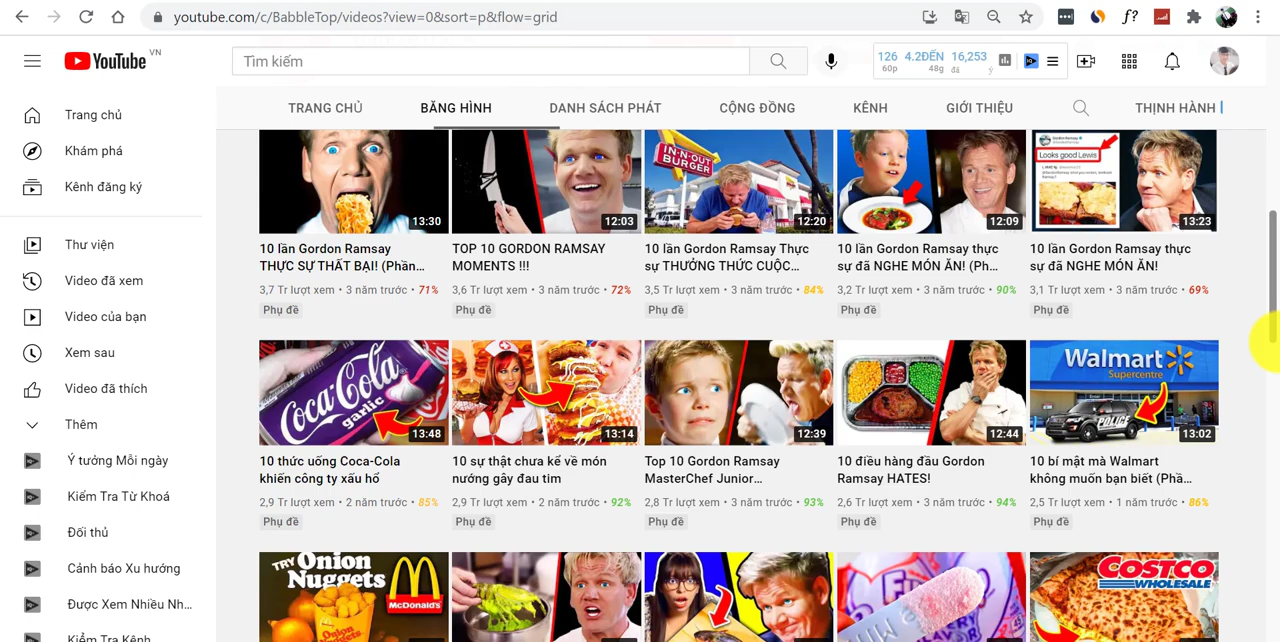 youtube.com/c/BabbleTop/videos?view=0&sort=p&flow=grid
YouTube VN
Tìm kiếm
126 4.2ĐẾN 16,253
60p 48g đá ý
TRANG CHỦ BĂNG HÌNH DANH SÁCH PHÁT CỘNG ĐỒNG KÊNH GIỚI THIỆU THỊNH HÀNH
Trang chủ
Khám phá
Kênh đăng ký
Thư viện
Video đã xem
Video của bạn
Xem sau
Video đã thích
Thêm
Ý tưởng Mỗi ngày
Kiểm Tra Từ Khoá
Đối thủ
Cảnh báo Xu hướng
Được Xem Nhiều Nh...
Kiểm Tra Kênh
IN-N-OUT
BURGER
Looks good Lewis
13:30 12:03 12:20 12:09 13:23
10 lần Gordon Ramsay
THỰC SỰ THẤT BẠI! (Phần...
3,7 Tr lượt xem • 3 năm trước • 71%
Phụ đề
TOP 10 GORDON RAMSAY
MOMENTS !!!
3,6 Tr lượt xem • 3 năm trước • 72%
Phụ đề
10 lần Gordon Ramsay Thực
sự THƯỞNG THỨC CUỘC...
3,5 Tr lượt xem • 3 năm trước • 84%
Phụ đề
10 lần Gordon Ramsay thực
sự đã NGHE MÓN ĂN! (Ph...
3,2 Tr lượt xem • 3 năm trước • 90%
Phụ đề
10 lần Gordon Ramsay thực
sự đã NGHE MÓN ĂN!
3,1 Tr lượt xem • 3 năm trước • 69%
Phụ đề
Coca-Cola
garlic
Walmart
Supercentre
POLICE
13:48 13:14 12:39 12:44 13:02
10 thức uống Coca-Cola
khiến công ty xấu hổ
2,9 Tr lượt xem • 2 năm trước • 85%
Phụ đề
10 sự thật chưa kể về món
nướng gây đau tim
2,9 Tr lượt xem • 2 năm trước • 92%
Phụ đề
Top 10 Gordon Ramsay
MasterChef Junior...
2,8 Tr lượt xem • 3 năm trước • 93%
Phụ đề
10 điều hàng đầu Gordon
Ramsay HATES!
2,6 Tr lượt xem • 3 năm trước • 94%
Phụ đề
10 bí mật mà Walmart
không muốn bạn biết (Phầ...
2,5 Tr lượt xem • 1 năm trước • 86%
Phụ đề
TRY Onion
Nuggets
McDonald's
Onion
COSTCO
WHOLESALE